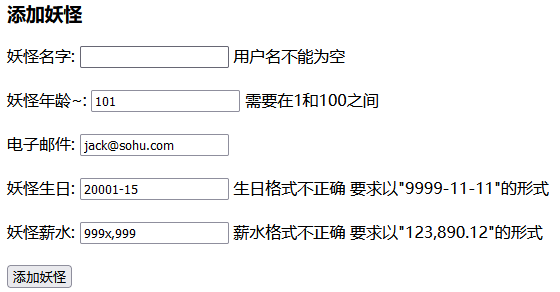 添加妖怪
妖怪名字: 用户名不能为空
妖怪年龄~: 101 需要在1和100之间
电子邮件: jack@sohu.com
妖怪生日: 20001-15 生日格式不正确 要求以"9999-11-11"的形式
妖怪薪水: 999x,999 薪水格式不正确 要求以"123,890.12"的形式
添加妖怪